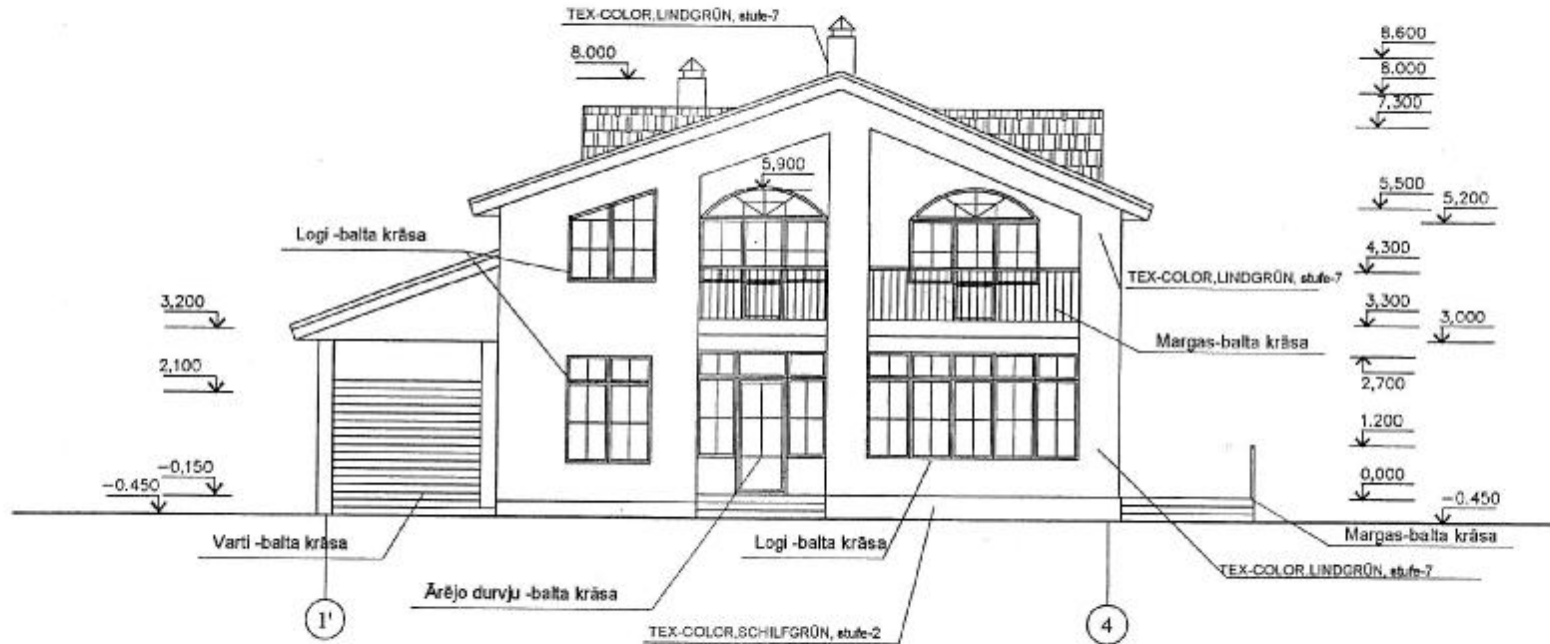 TEX-COLOR,LINDGRÜN, stufe-7
8.000
8.600
8.000
7,300
5,900
5,500
5,200
Logi -balta krāsa
4,300
TEX-COLOR,LINDGRÜN, stufe-7
3,200
3,300
3,000
Margas-balta krāsa
2,100
2,700
1.200
-0,150
-0.450
0,000
-0.450
Varti -balta krāsa
Logi -balta krāsa
Margas-balta krāsa
TEX-COLOR,LINDGRÜN, stufe-7
Ārējo durvju -balta krāsa
1'
4
TEX-COLOR,SCHILFGRÜN, stufe-2